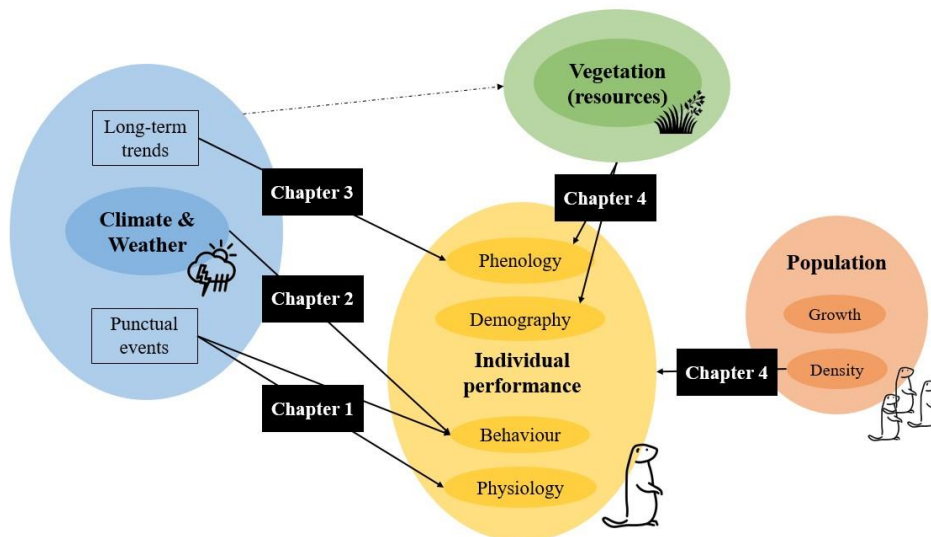 Vegetation
(resources)
Long-term
trends
Chapter 3
Chapter 4
Climate &
Weather
Phenology
Population
Chapter 2
Demography
Growth
Punctual
events
Individual
performance
Chapter 4
Density
Chapter 1
Behaviour
Physiology